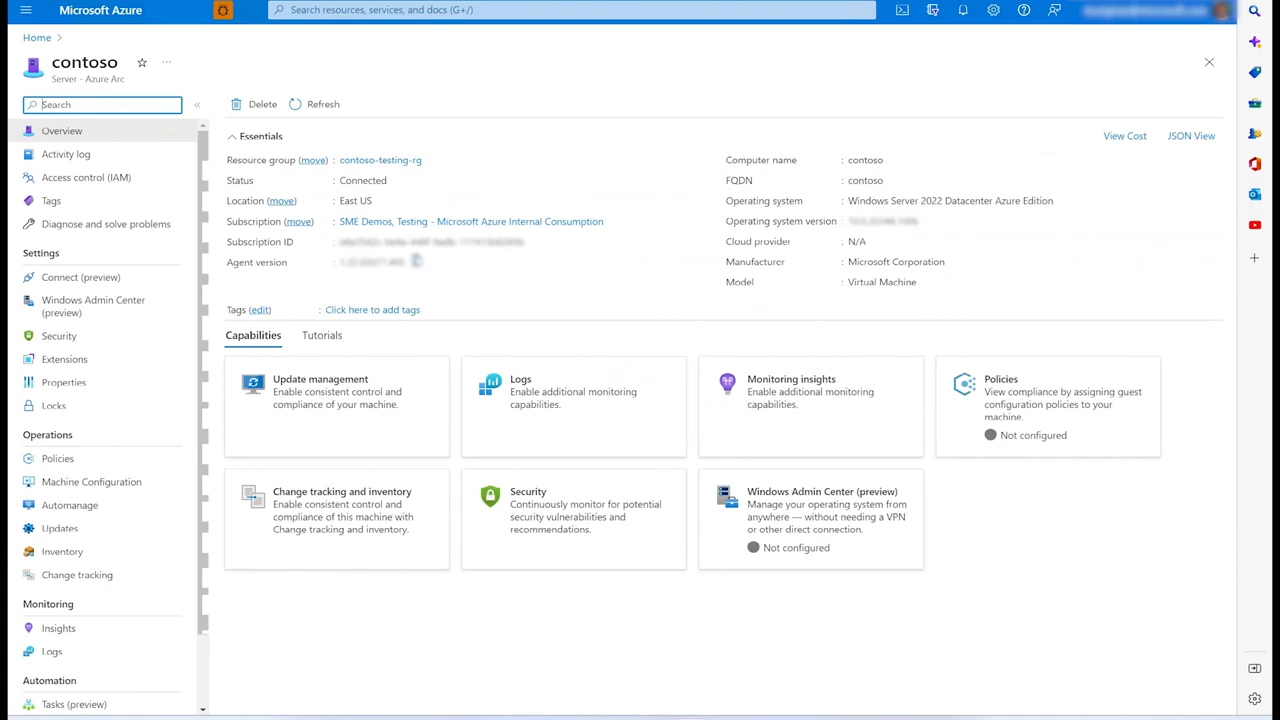 Microsoft Azure
Search resources, services, and docs (G+/)
Home
contoso
Server - Azure Arc
Search
Delete
Refresh
Overview
Activity log
Access control (IAM)
Tags
Diagnose and solve problems
Settings
Connect (preview)
Windows Admin Center
(preview)
Security
Extensions
Properties
Locks
Operations
Policies
Machine Configuration
Automanage
Updates
Inventory
Change tracking
Monitoring
Insights
Logs
Automation
Tasks (preview)
Essentials
View Cost
JSON View
Resource group (move) : contoso-testing-rg
Status : Connected
Location (move) : East US
Subscription (move) : SME Demos, Testing - Microsoft Azure Internal Consumption
Subscription ID :
Agent version :
Computer name : contoso
FQDN : contoso
Operating system : Windows Server 2022 Datacenter Azure Edition
Operating system version :
Cloud provider : N/A
Manufacturer : Microsoft Corporation
Model : Virtual Machine
Tags (edit) : Click here to add tags
Capabilities
Tutorials
Update management
Enable consistent control and
compliance of your machine.
Logs
Enable additional monitoring
capabilities.
Monitoring insights
Enable additional monitoring
capabilities.
Policies
View compliance by assigning guest
configuration policies to your
machine.
Not configured
Change tracking and inventory
Enable consistent control and
compliance of this machine with
Change tracking and inventory.
Security
Continuously monitor for potential
security vulnerabilities and
recommendations.
Windows Admin Center (preview)
Manage your operating system from
anywhere — without needing a VPN
or other direct connection.
Not configured